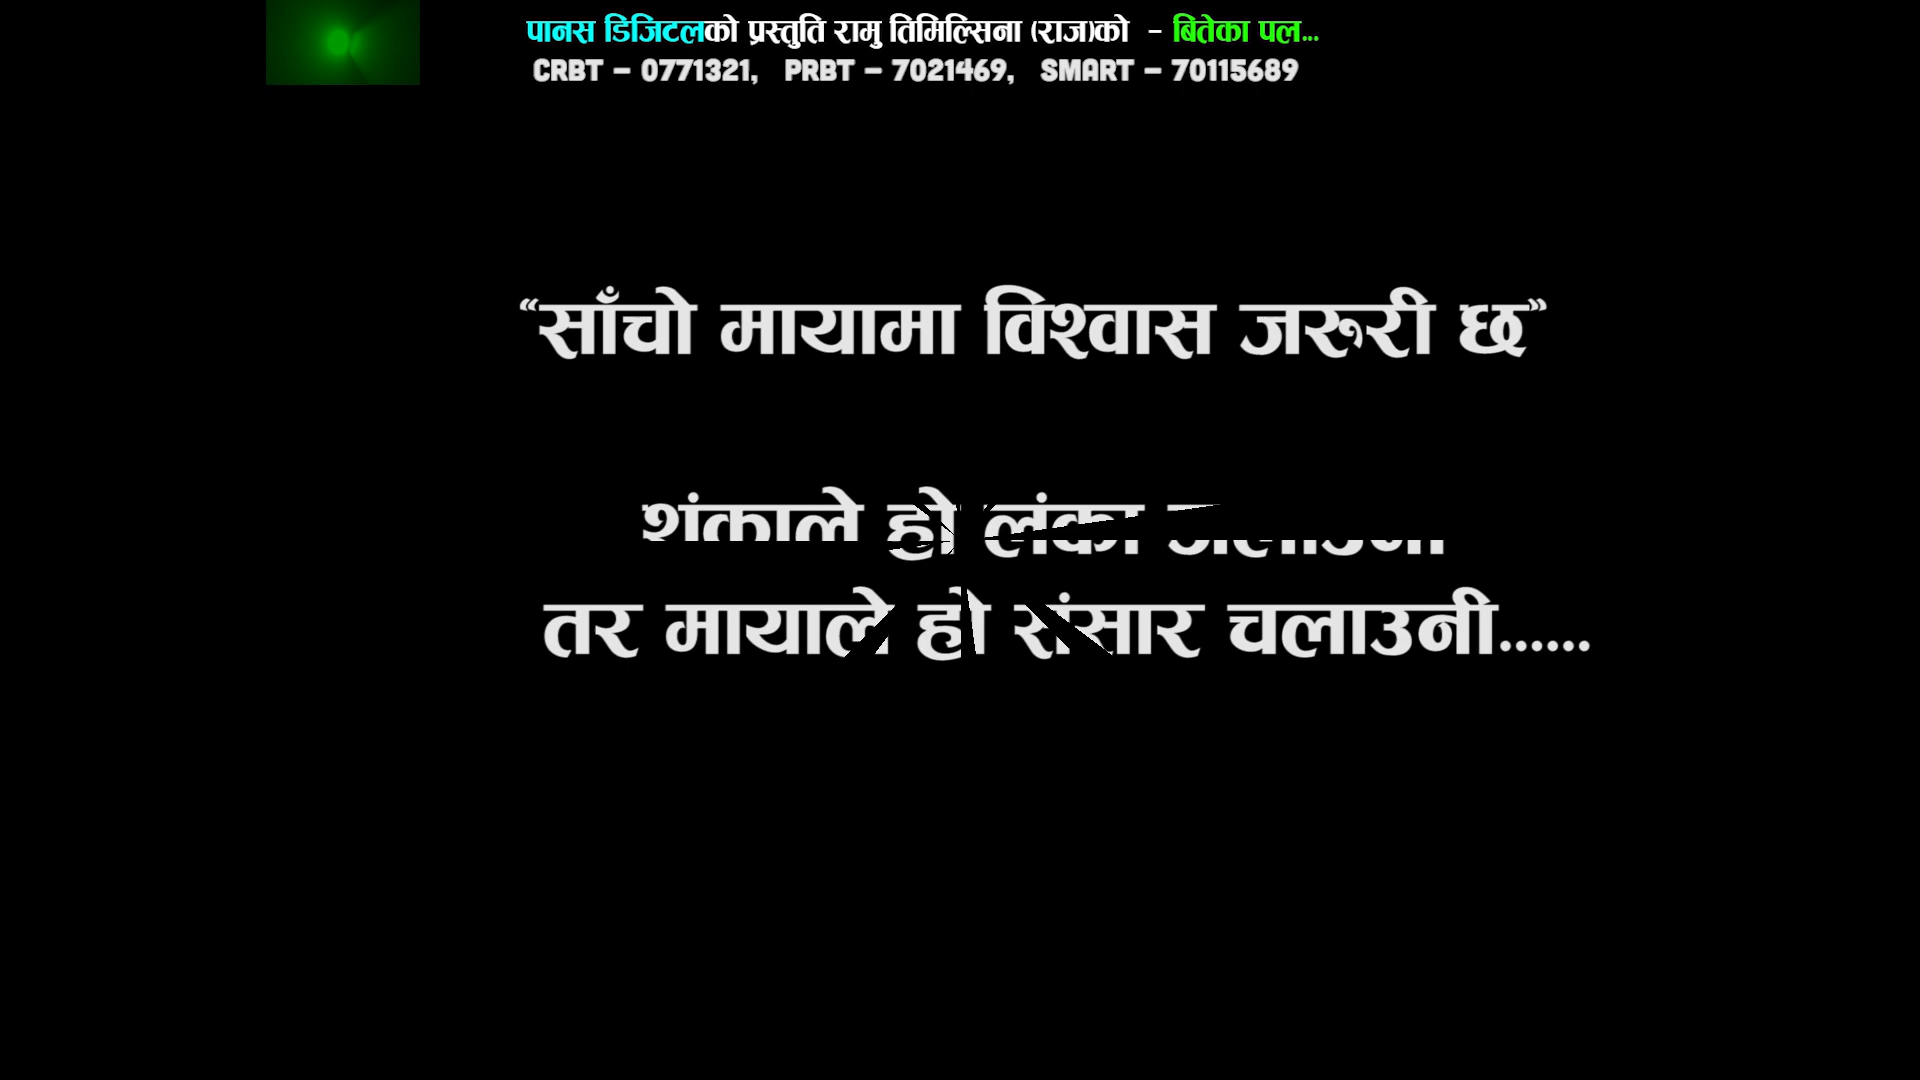 पानस डिजिटलको प्रस्तुति रामु तिमिल्सिना (राज)को - बितेका पल...
CRBT - 0771321, PRBT - 7021469, SMART - 70115689
“साँचो मायामा विश्वास जरुरी छ”
शंकाले हो लंका
तर मायाले हो संसार चलाउनी......